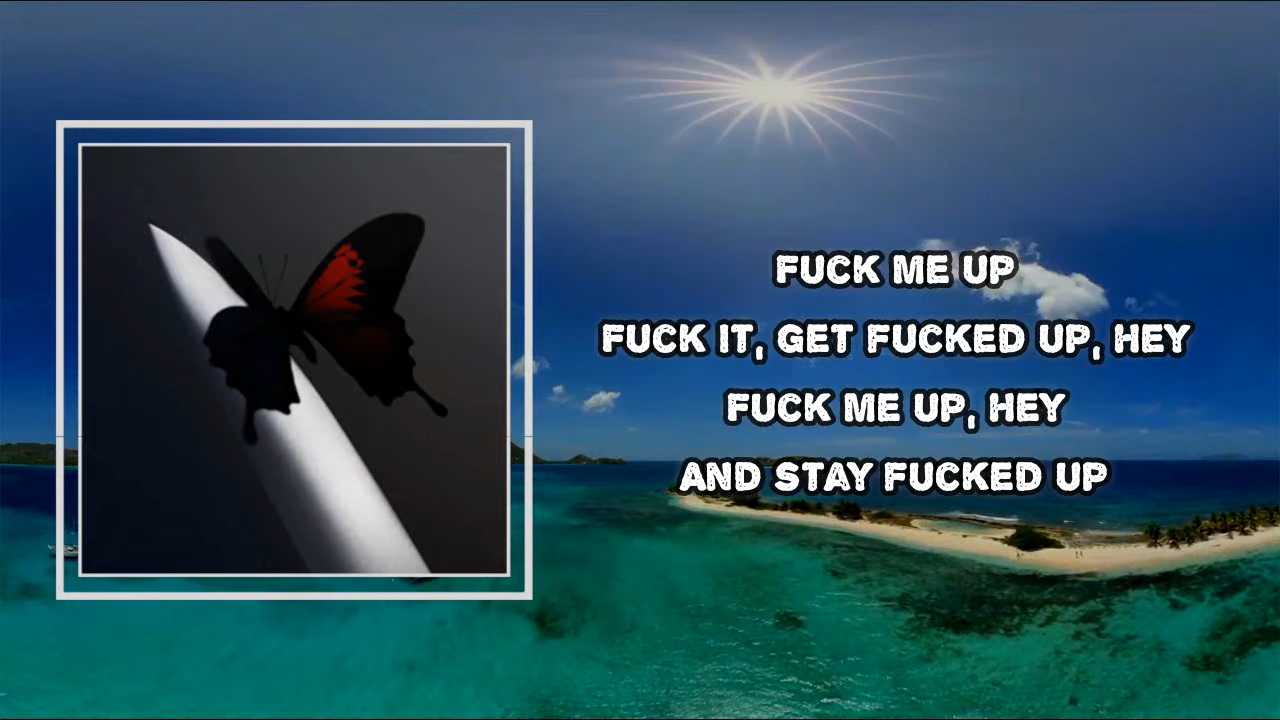 FUCK ME UP
FUCK IT, GET FUCKED UP, HEY
FUCK ME UP, HEY
AND STAY FUCKED UP